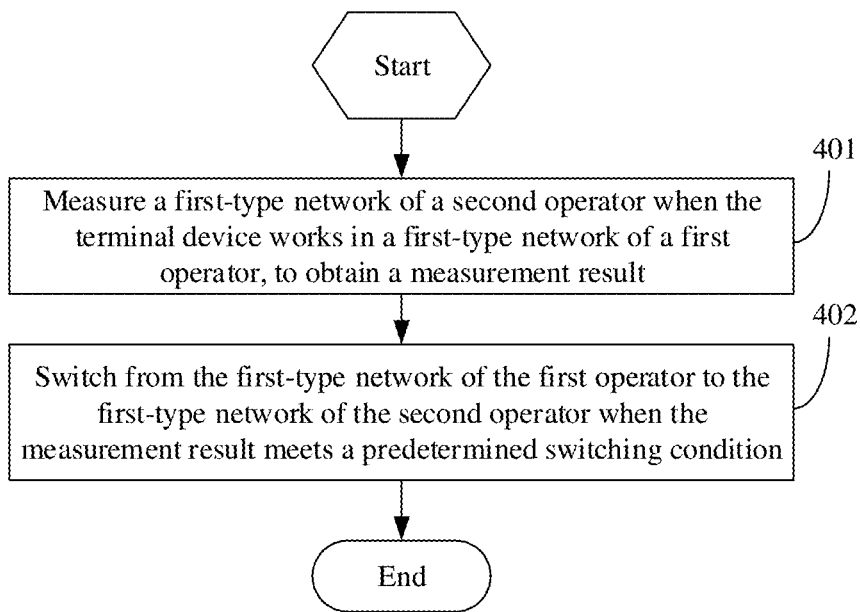 Start
401
Measure a first-type network of a second operator when the
terminal device works in a first-type network of a first
operator, to obtain a measurement result
402
Switch from the first-type network of the first operator to the
first-type network of the second operator when the
measurement result meets a predetermined switching condition
End